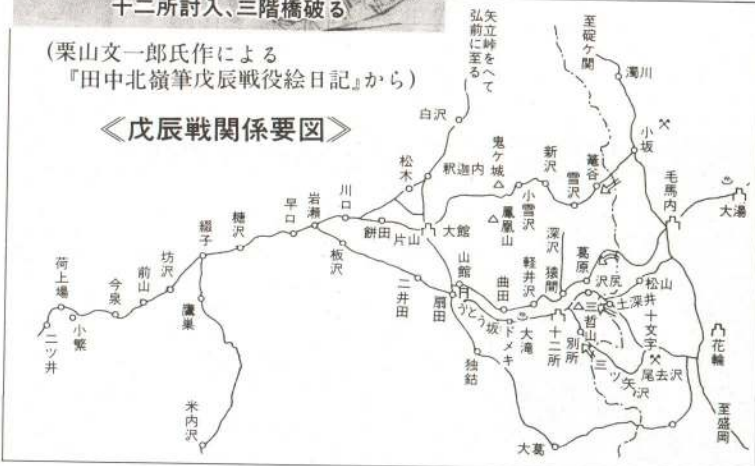 十二所討入、三階橋破る
(栗山文一郎氏作による
『田中北嶺筆戊辰戦役絵日記』から)
≪戊辰戦関係要図≫
矢立峠をへて
弘前に至る
至碇ケ関
濁川
小坂
白沢
釈迦内
松木
鬼ケ城
新沢
小雪沢
雪沢
篭谷
毛馬内
大湯
鳳凰山
川口
岩瀬
早口
糠沢
綴子
坊沢
前山
今泉
小繋
荷上場
二ツ井
鷹巣
米内沢
餅田
片山
大館
板沢
二井田
山館
扇田
うとう坂
曲田
軽井沢
深沢
猿間
葛原
沢尻
松山
土深井
十文字
三哲山
十二所
大滝
ドメキ
独鈷
別所
三ツ矢沢
尾去沢
花輪
至盛岡
大葛